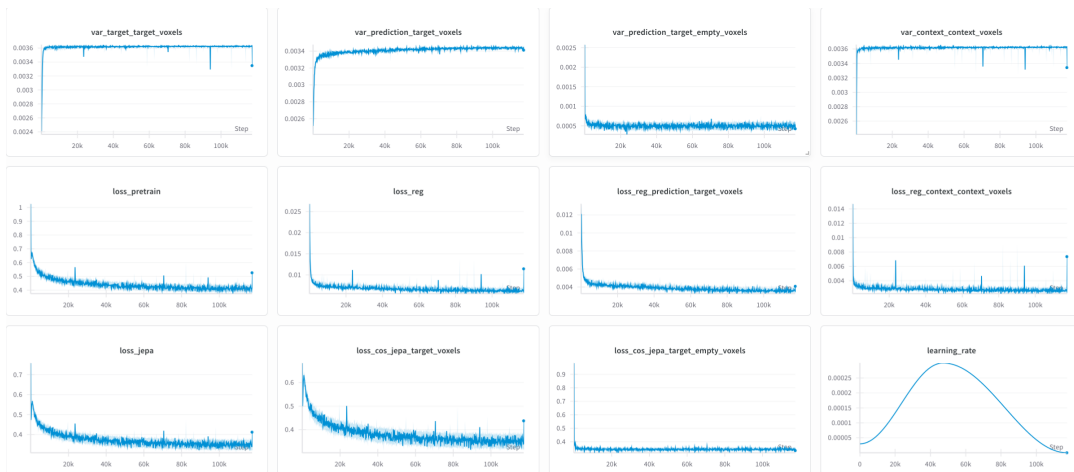 var_target_target_voxels
0.0036
0.0034
0.0032
0.003
0.0028
0.0026
0.0024
Step
20k 40k 60k 80k 100k
var_prediction_target_voxels
0.0034
0.0032
0.003
0.0028
0.0026
Step
20k 40k 60k 80k 100k
var_prediction_target_empty_voxels
0.0025
0.002
0.0015
0.001
0.0005
Step
20k 40k 60k 80k 100k
var_context_context_voxels
0.0036
0.0034
0.0032
0.003
0.0028
0.0026
Step
20k 40k 60k 80k 100k
loss_pretrain
1
0.9
0.8
0.7
0.6
0.5
0.4
Step
20k 40k 60k 80k 100k
loss_reg
0.025
0.02
0.015
0.01
Step
20k 40k 60k 80k 100k
loss_reg_prediction_target_voxels
0.012
0.01
0.008
0.006
0.004
Step
20k 40k 60k 80k 100k
loss_reg_context_context_voxels
0.014
0.012
0.01
0.008
0.006
0.004
Step
20k 40k 60k 80k 100k
loss_jepa
0.7
0.6
0.5
0.4
Step
20k 40k 60k 80k 100k
loss_cos_jepa_target_voxels
0.6
0.5
0.4
Step
20k 40k 60k 80k 100k
loss_cos_jepa_target_empty_voxels
0.9
0.8
0.7
0.6
0.5
0.4
Step
20k 40k 60k 80k 100k
learning_rate
0.00025
0.0002
0.00015
0.0001
0.00005
Step
0 20k 40k 60k 80k 100k